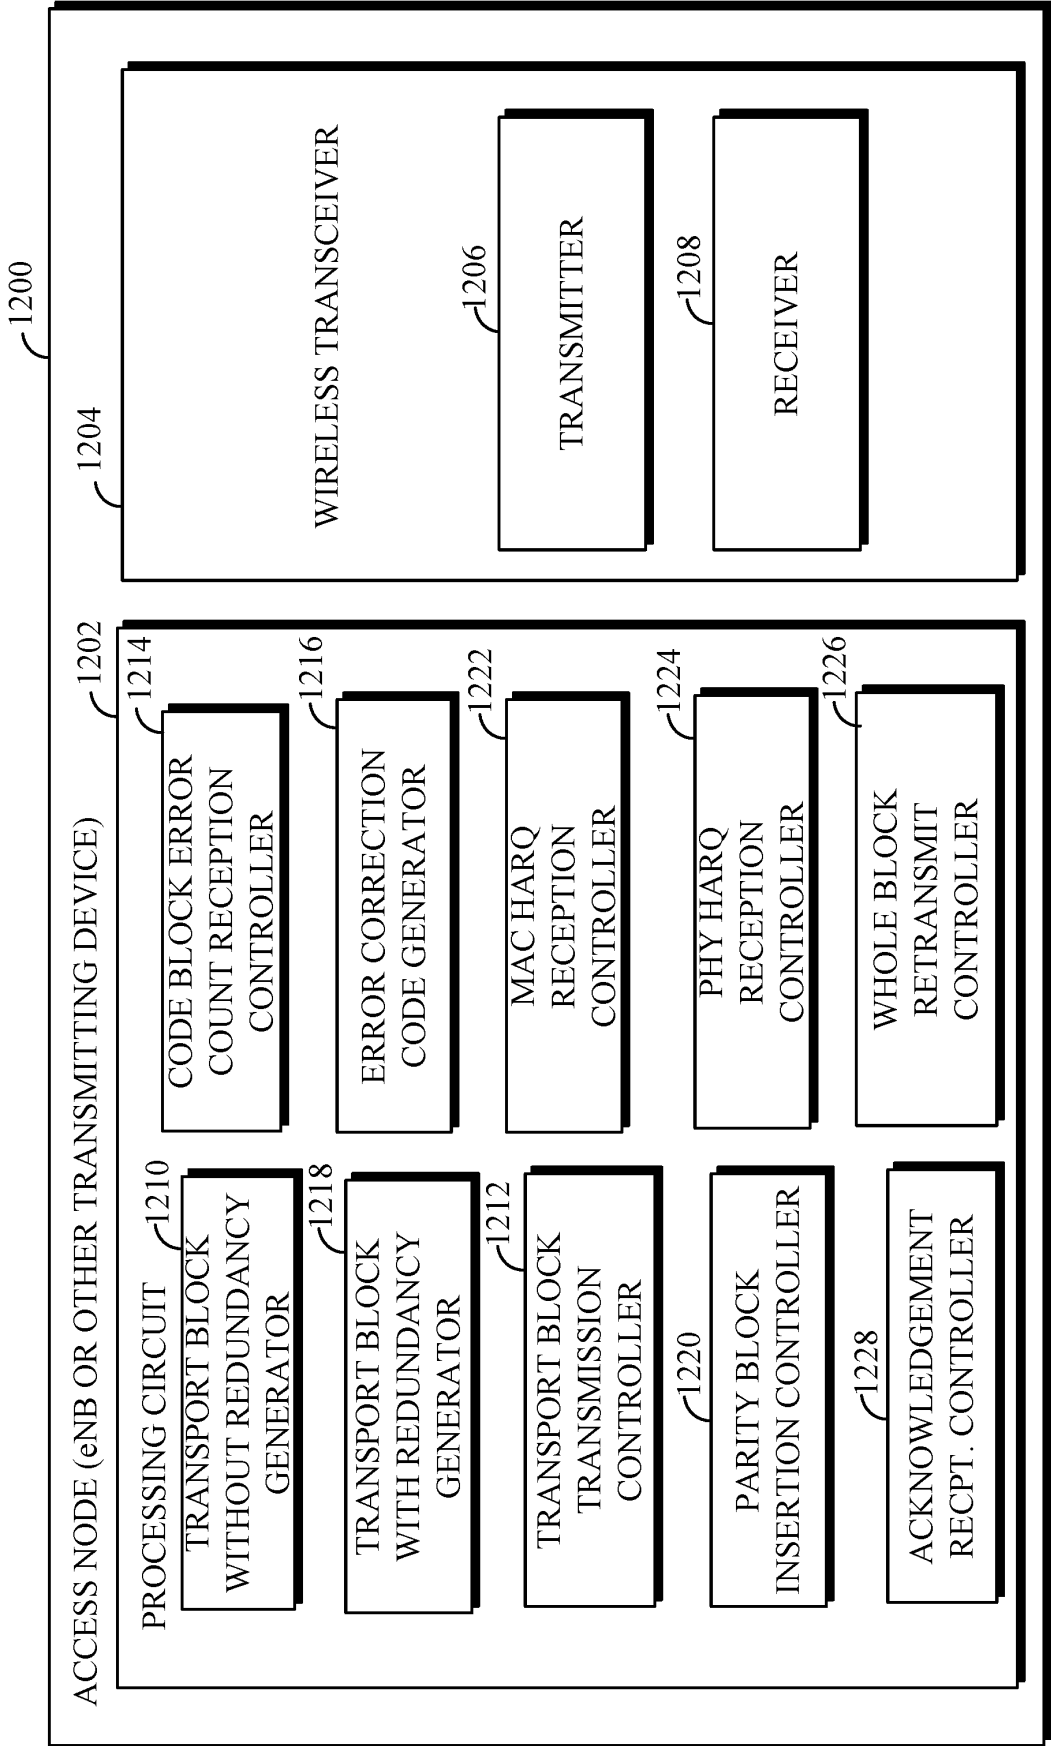 1200
ACCESS NODE (eNB OR OTHER TRANSMITTING DEVICE)
1202
PROCESSING CIRCUIT
1210
TRANSPORT BLOCK
WITHOUT REDUNDANCY
GENERATOR
1214
CODE BLOCK ERROR
COUNT RECEPTION
CONTROLLER
1218
TRANSPORT BLOCK
WITH REDUNDANCY
GENERATOR
1216
ERROR CORRECTION
CODE GENERATOR
1212
TRANSPORT BLOCK
TRANSMISSION
CONTROLLER
1222
MAC HARQ
RECEPTION
CONTROLLER
1220
PARITY BLOCK
INSERTION CONTROLLER
1224
PHY HARQ
RECEPTION
CONTROLLER
1228
ACKNOWLEDGEMENT
RECPT. CONTROLLER
1226
WHOLE BLOCK
RETRANSMIT
CONTROLLER
1204
WIRELESS TRANSCEIVER
1206
TRANSMITTER
1208
RECEIVER